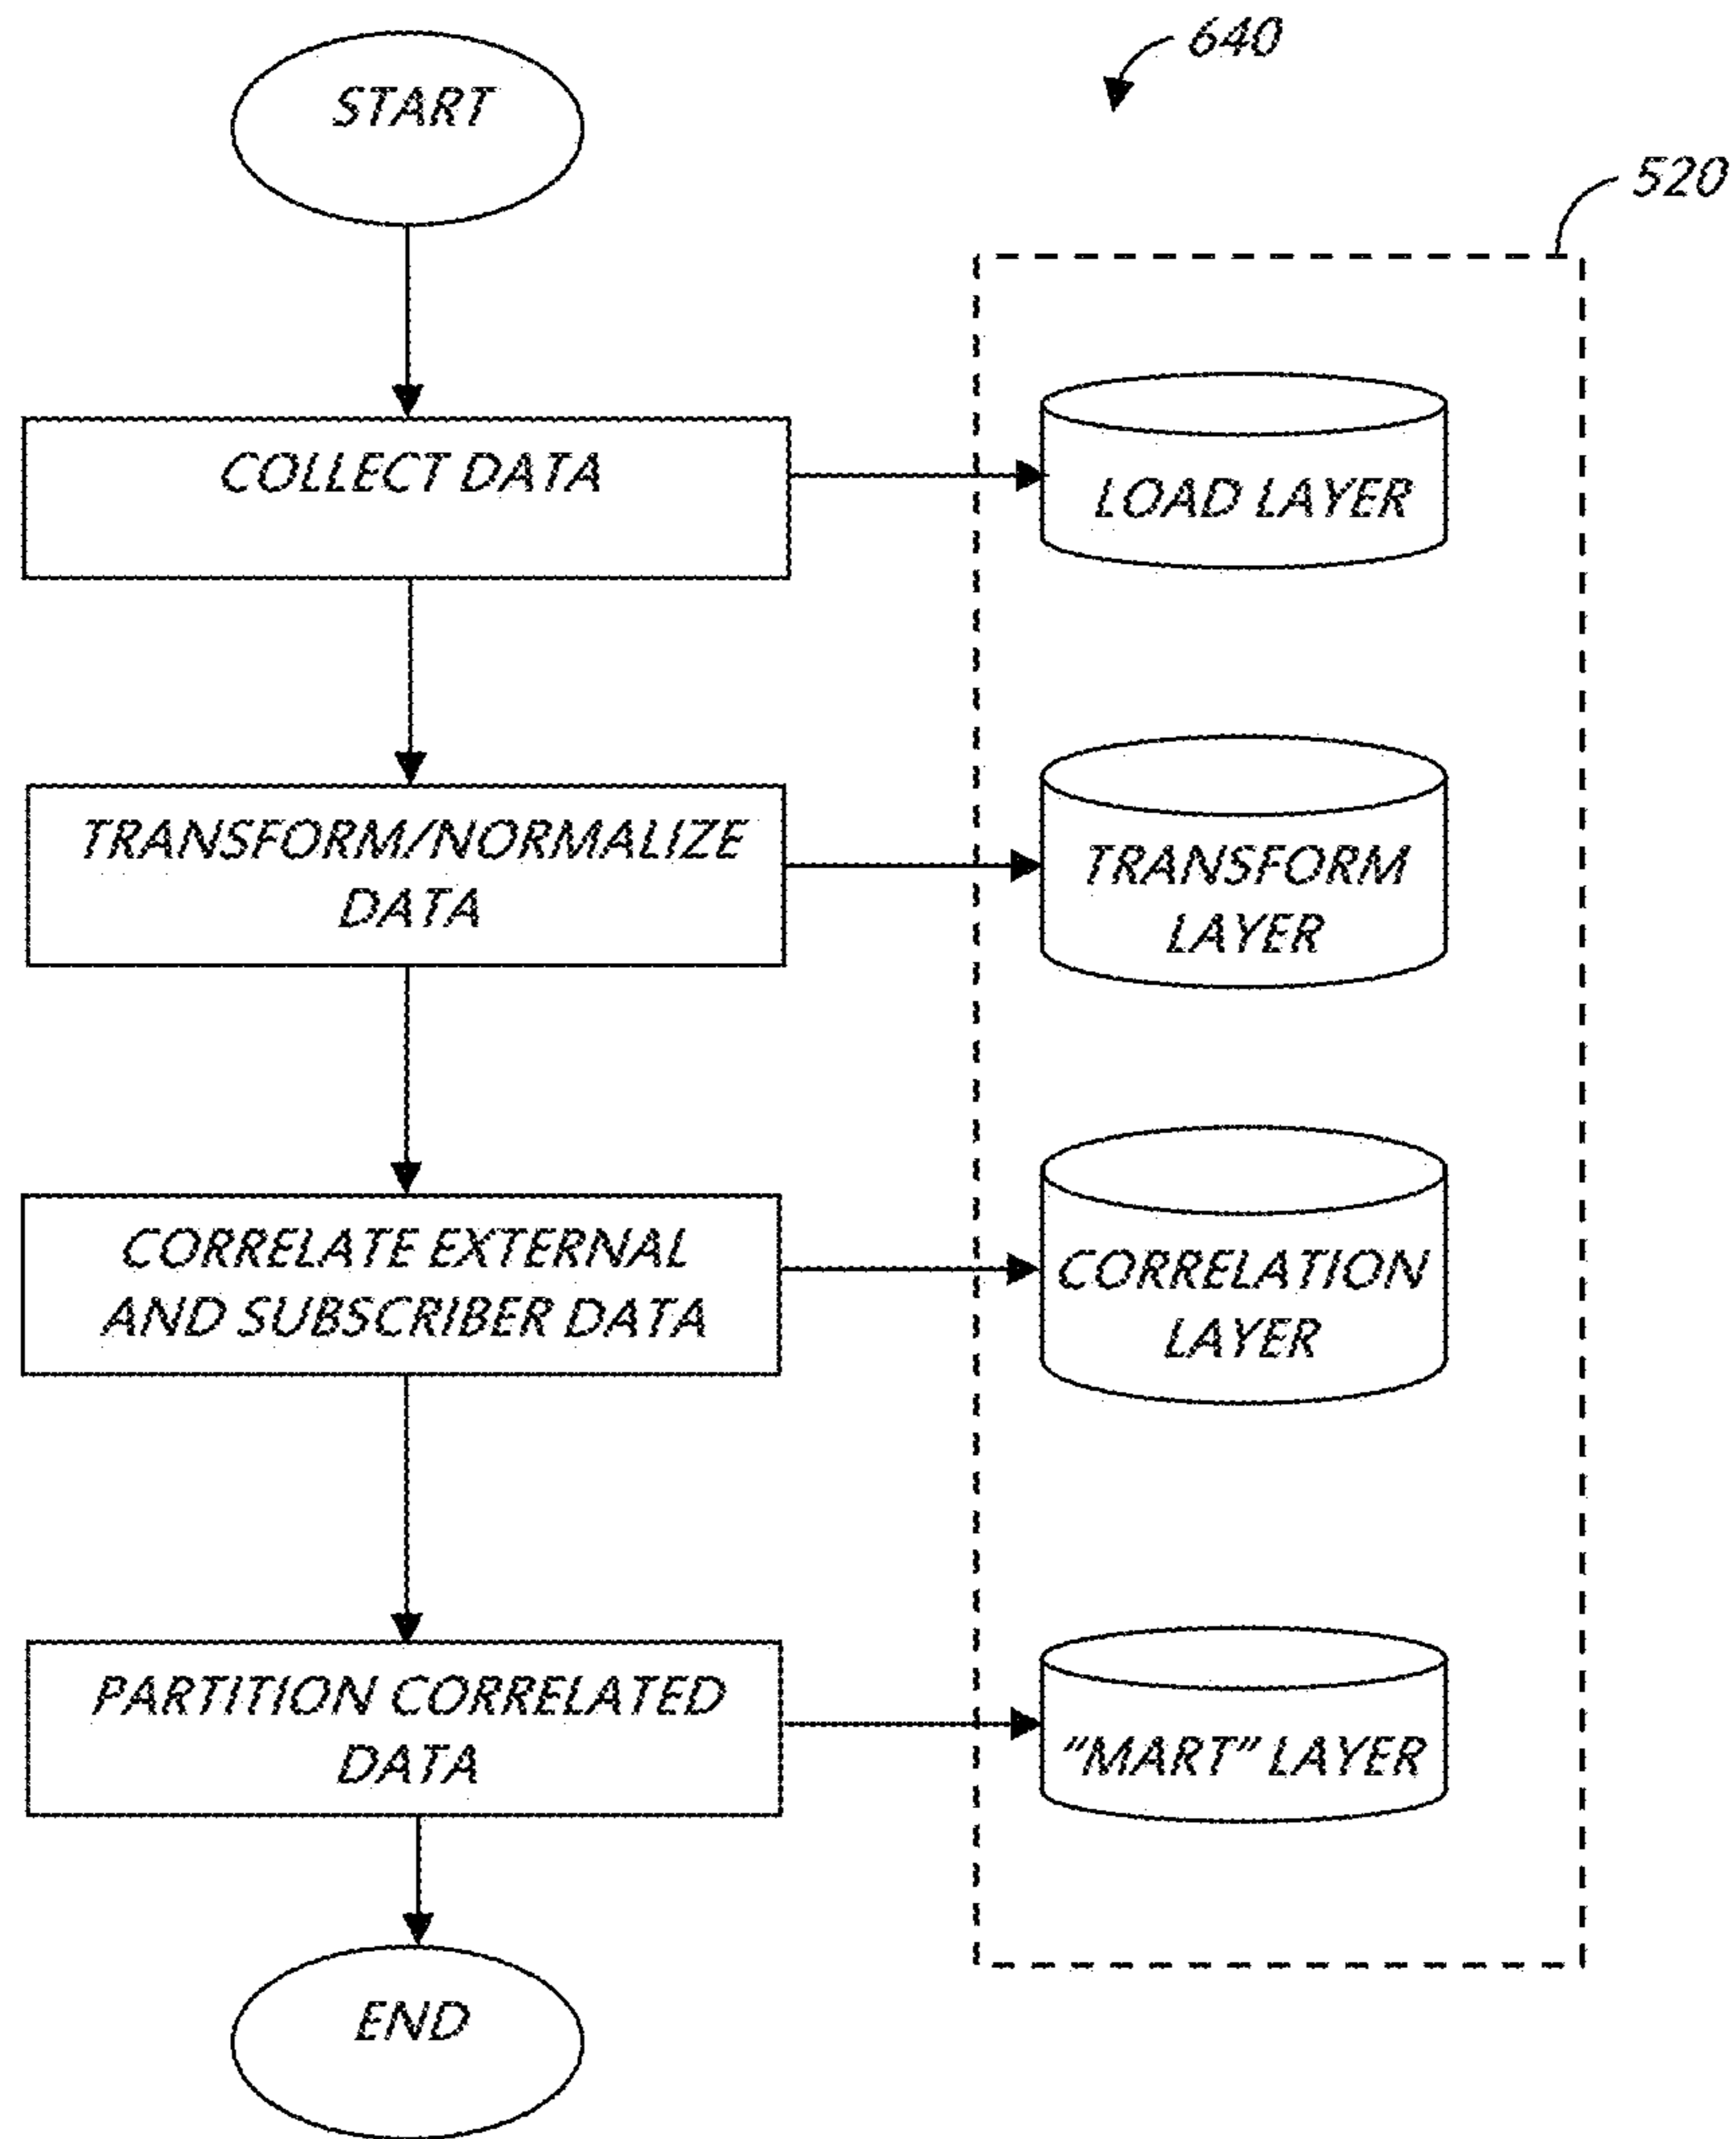 START
640
520
COLLECT DATA
LOAD LAYER
TRANSFORM/NORMALIZE
DATA
TRANSFORM
LAYER
CORRELATE EXTERNAL
AND SUBSCRIBER DATA
CORRELATION
LAYER
PARTITION CORRELATED
DATA
"MART" LAYER
END